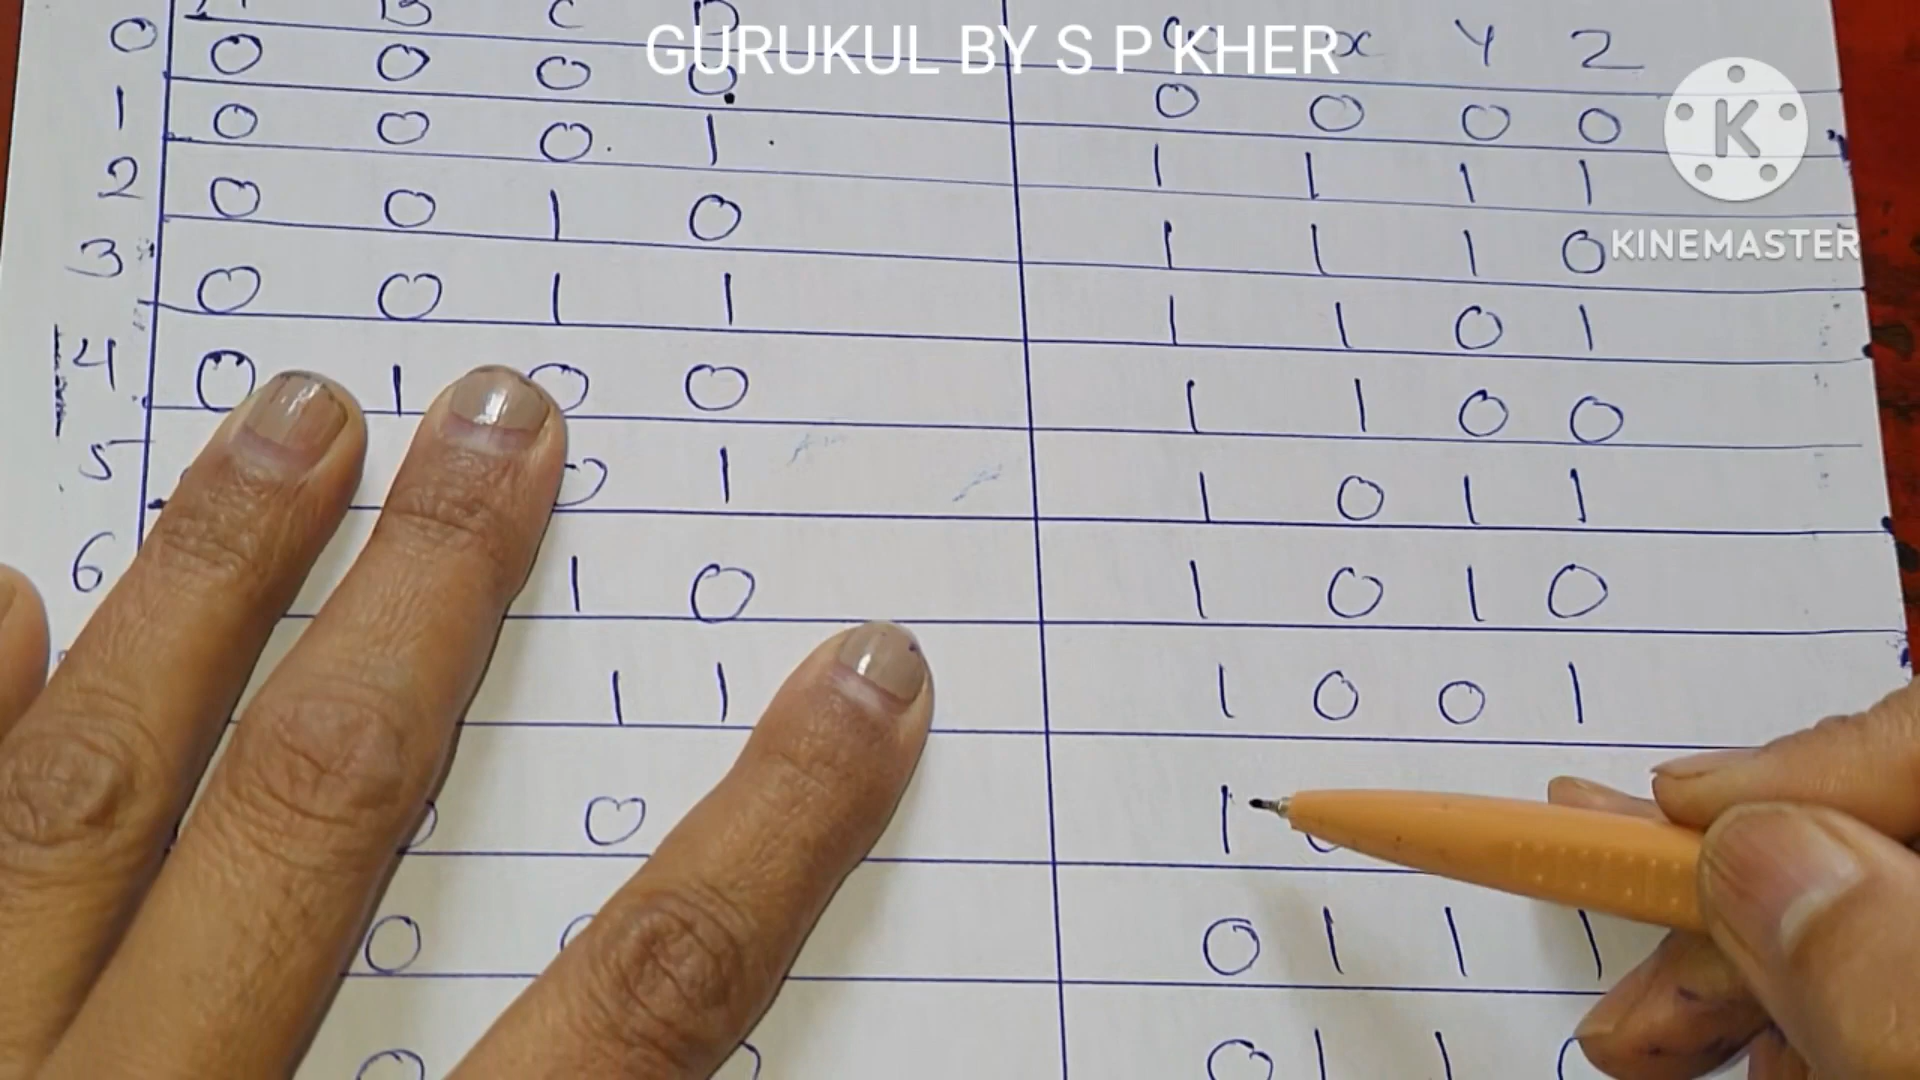 B C D W x Y Z
GURUKUL BY S P KHER
0 0 0 0 0 0 0 0 0
1 0 0 0 1 1 1 1 1
2 0 0 1 0 1 1 1 0
KINEMASTER
3 0 0 1 1 1 1 0 1
4 0 1 0 0 1 1 0 0
5 0 1 1 0 1 1
6 1 0 1 0 1 0
1 1 1 0 0 1
0 1
0 0 1 1 1
0 0 1 1